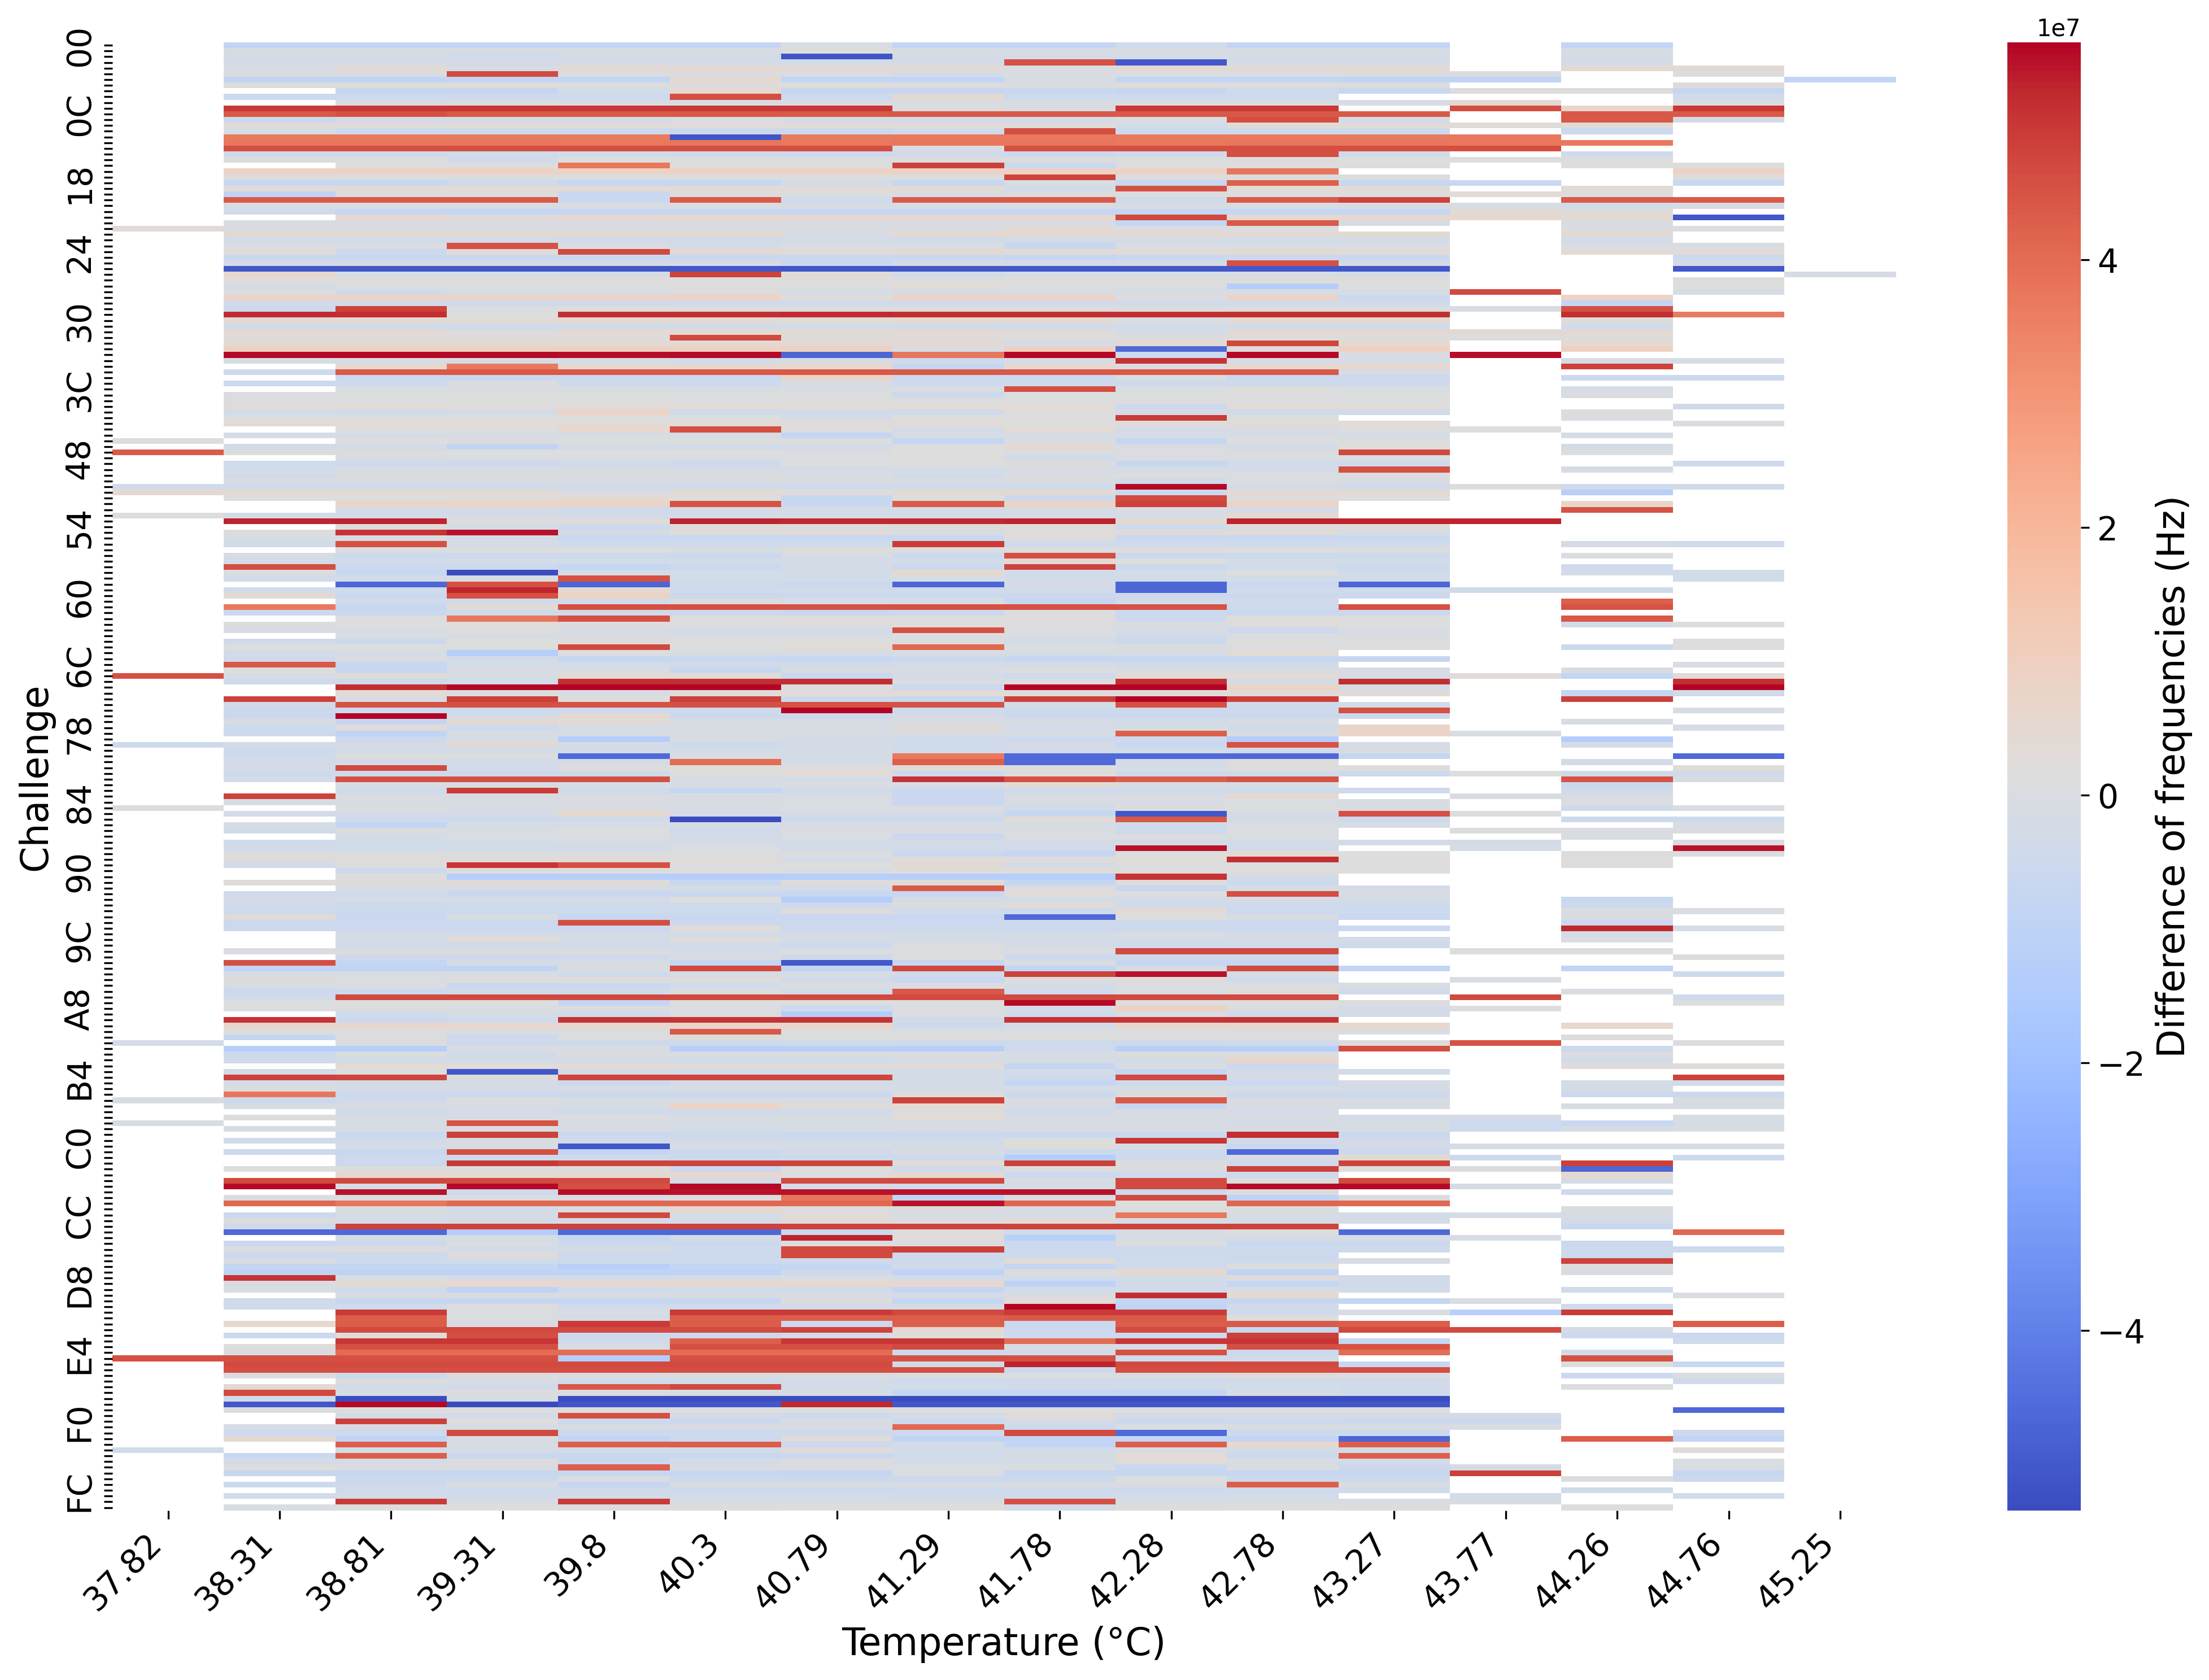 1e7
00
0C
18
24
30
3C
48
54
60
6C
78
84
90
9C
A8
B4
C0
CC
D8
E4
F0
FC
Challenge
37.82
38.31
38.81
39.31
39.8
40.3
40.79
41.29
41.78
42.28
42.78
43.27
43.77
44.26
44.76
45.25
Temperature (°C)
4
2
0
−2
−4
Difference of frequencies (Hz)